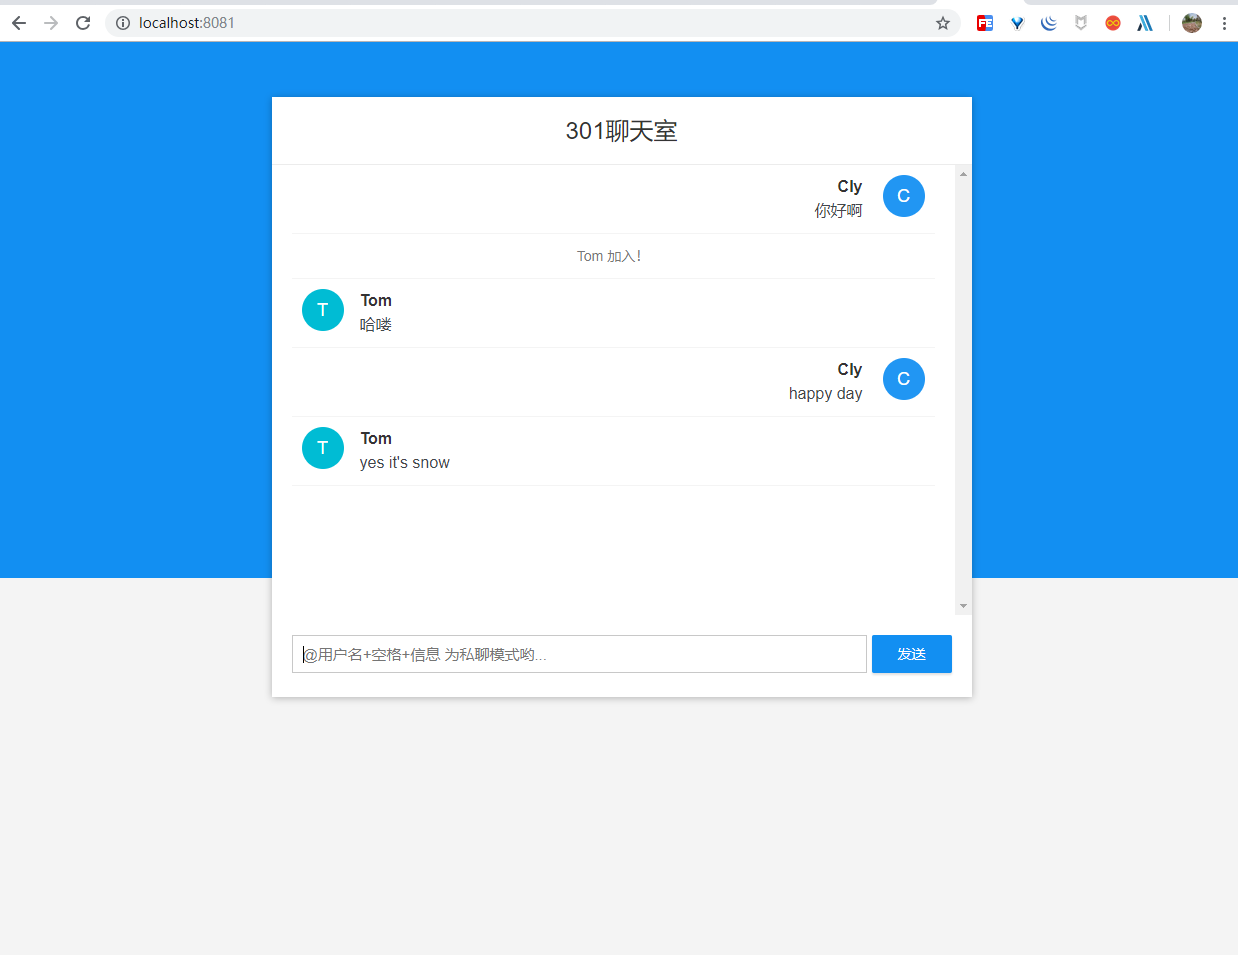 localhost:8081
FE
301聊天室
Cly
C
你好啊
Tom 加入！
T
Tom
哈喽
Cly
C
happy day
T
Tom
yes it's snow
@用户名+空格+信息 为私聊模式哟...
发送